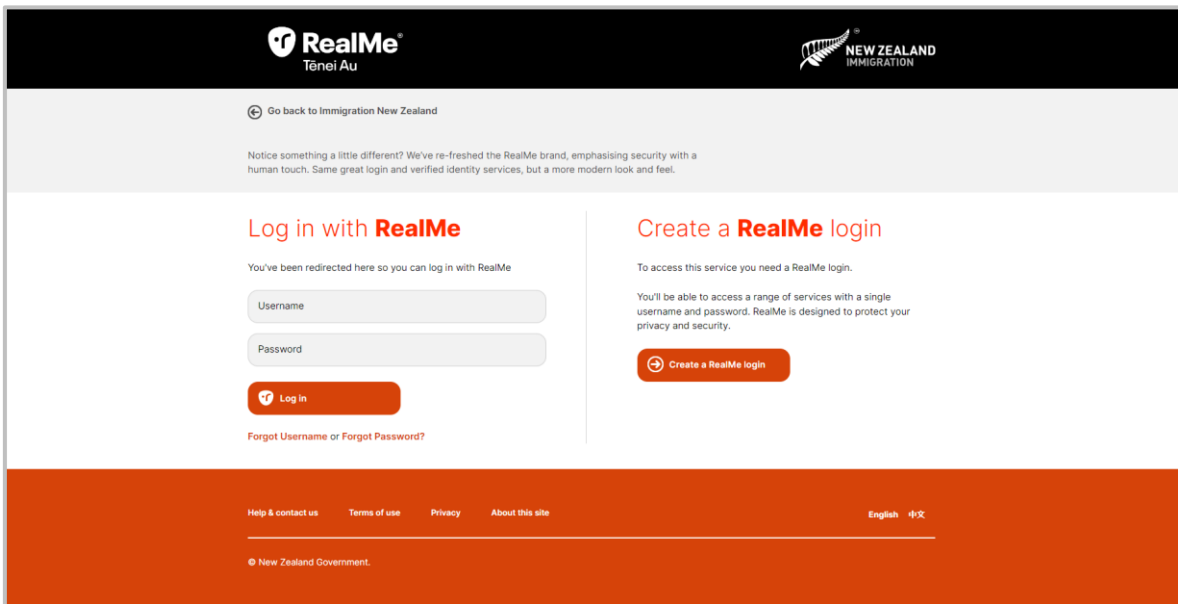 RealMe®
Tēnei Au
NEW ZEALAND
IMMIGRATION
Go back to Immigration New Zealand
Notice something a little different? We've re-freshed the RealMe brand, emphasising security with a
human touch. Same great login and verified identity services, but a more modern look and feel.
Log in with RealMe
You've been redirected here so you can log in with RealMe
Username
Password
Log in
Forgot Username or Forgot Password?
Create a RealMe login
To access this service you need a RealMe login.
You'll be able to access a range of services with a single
username and password. RealMe is designed to protect your
privacy and security.
Create a RealMe login
Help & contact us Terms of use Privacy About this site
English 中文
© New Zealand Government.